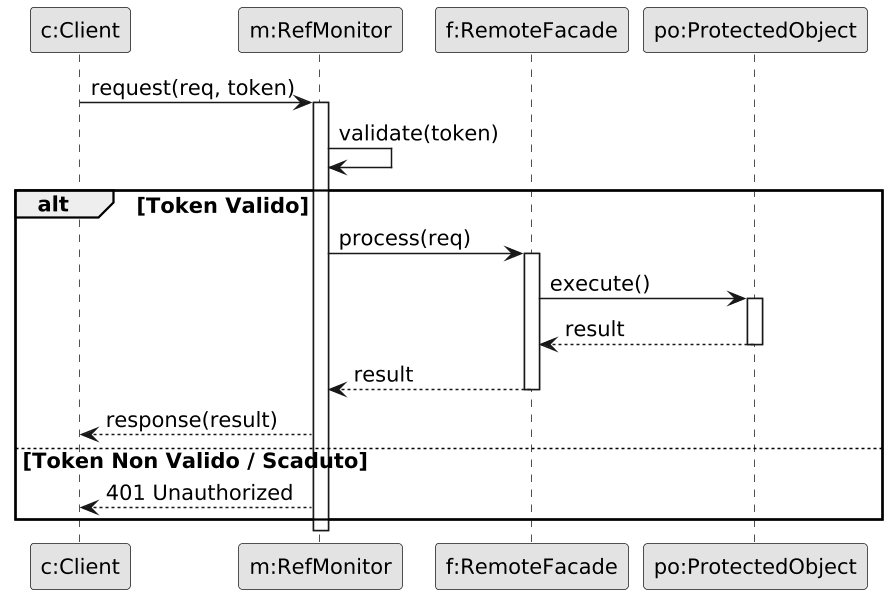 c:Client
m:RefMonitor
f:RemoteFacade
po:ProtectedObject
request(req, token)
validate(token)
alt
[Token Valido]
process(req)
execute()
result
result
response(result)
[Token Non Valido / Scaduto]
401 Unauthorized
c:Client
m:RefMonitor
f:RemoteFacade
po:ProtectedObject